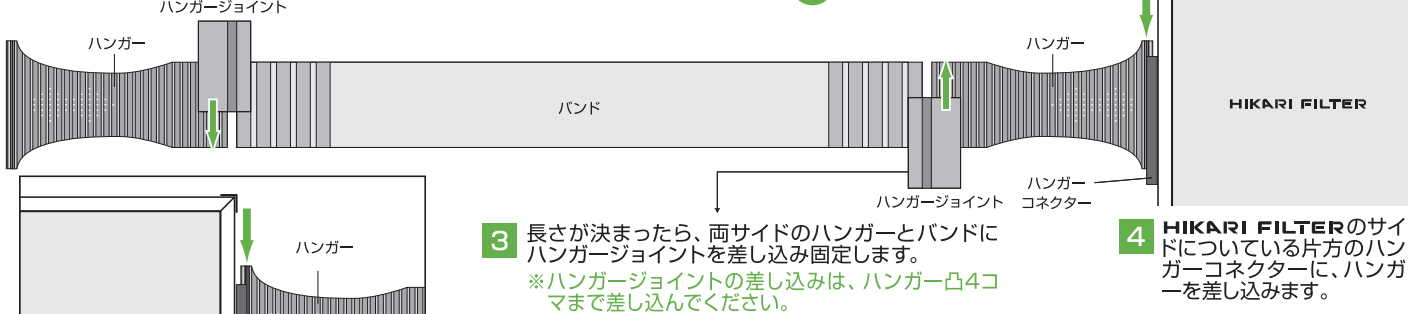 ハンガージョイント
ハンガー
バンド
ハンガー
HIKARI FILTER
ハンガージョイント
ハンガー
コネクター
ハンガー
3 長さが決まったら、両サイドのハンガーとバンドに
ハンガージョイントを差し込み固定します。
※ハンガージョイントの差し込みは、ハンガー凸4コ
マまで差し込んでください。
4 HIKARI FILTERのサイ
ドについている片方のハン
ガーコネクターに、ハンガ
ーを差し込みます。